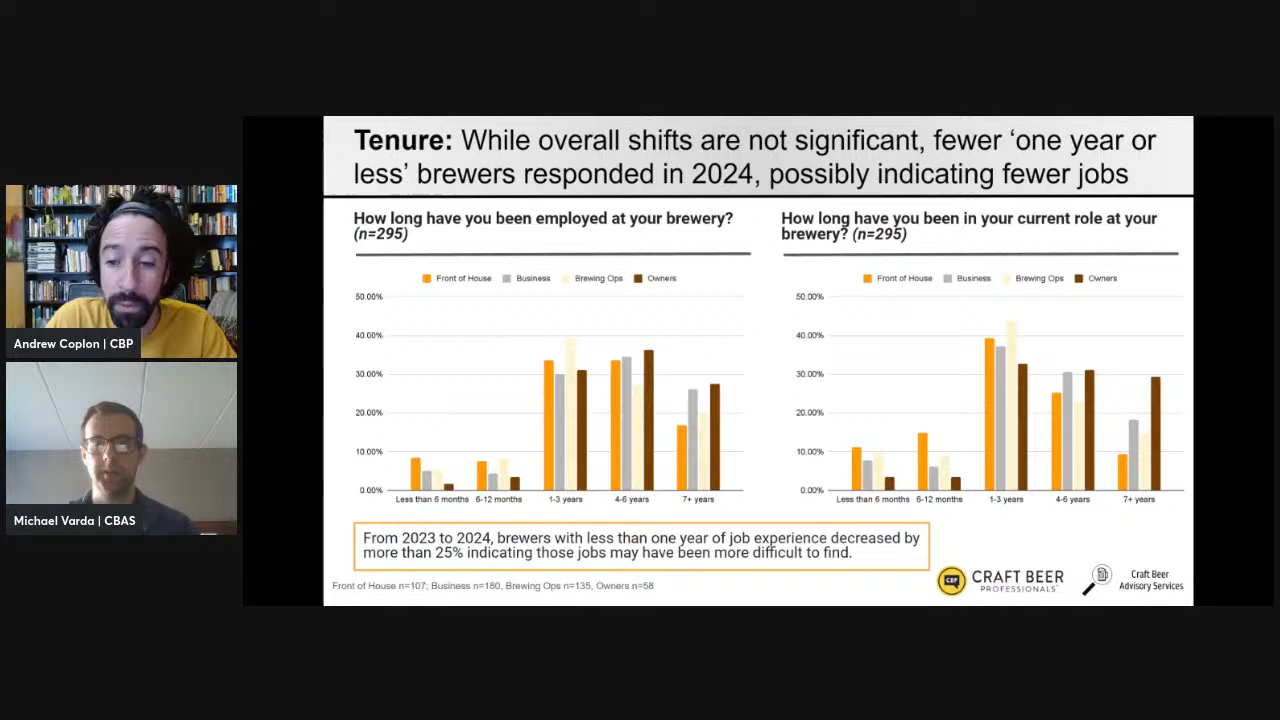 Tenure: While overall shifts are not significant, fewer ‘one year or
less’ brewers responded in 2024, possibly indicating fewer jobs
How long have you been employed at your brewery?
(n=295)
Front of House
Business
Brewing Ops
Owners
50.00%
40.00%
30.00%
20.00%
10.00%
0.00%
Less than 6 months
6-12 months
1-3 years
4-6 years
7+ years
How long have you been in your current role at your
brewery? (n=295)
Front of House
Business
Brewing Ops
Owners
50.00%
40.00%
30.00%
20.00%
10.00%
0.00%
Less than 6 months
6-12 months
1-3 years
4-6 years
7+ years
Andrew Coplon | CBP
Michael Varda | CBAS
From 2023 to 2024, brewers with less than one year of job experience decreased by
more than 25% indicating those jobs may have been more difficult to find.
Front of House n=107; Business n=180, Brewing Ops n=135, Owners n=58
CBP
CRAFT BEER
PROFESSIONALS
Craft Beer
Advisory Services